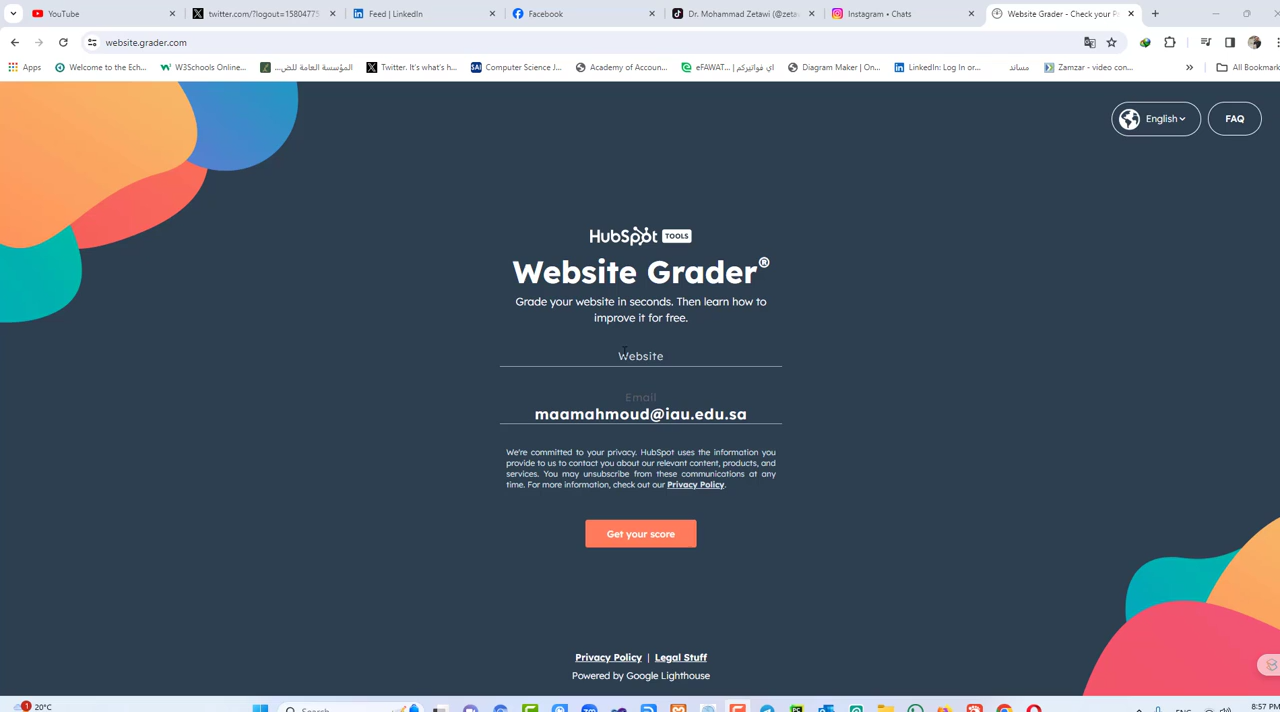 YouTube
twitter.com/?logout=15804775
Feed | LinkedIn
Facebook
Dr. Mohammad Zetawi (@zeta
Instagram • Chats
Website Grader - Check your P
website.grader.com
Apps
Welcome to the Ech...
W3Schools Online...
المؤسسة العامة للض...
Twitter. It's what's h...
SAI
Computer Science J...
Academy of Accoun...
eFAWAT... | اي فواتيركم
Diagram Maker | On...
LinkedIn: Log In or...
مساند
Zamzar - video con...
All Bookmark
English
FAQ
HubSpot TOOLS
Website Grader®
Grade your website in seconds. Then learn how to
improve it for free.
Website
Email
maamahmoud@iau.edu.sa
We're committed to your privacy. HubSpot uses the information you
provide to us to contact you about our relevant content, products, and
services. You may unsubscribe from these communications at any
time. For more information, check out our Privacy Policy.
Get your score
Privacy Policy | Legal Stuff
Powered by Google Lighthouse
1
20°C
Search
ENG
8:57 PM